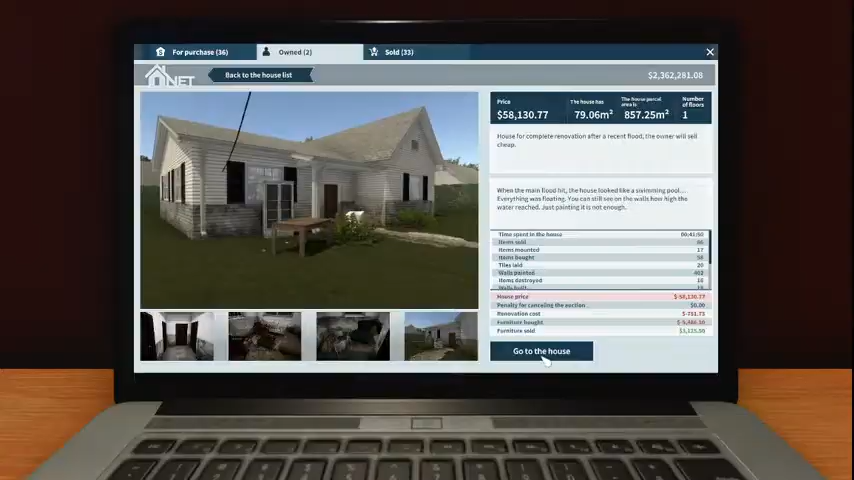 For purchase (36)
Owned (2)
Sold (33)
NET
Back to the house list
$2,362,281.08
Price
The house has
The house parcel area is
Number of floors
$58,130.77
79.06m²
857.25m²
1
House for complete renovation after a recent flood, the owner will sell
cheap.
When the main flood hit, the house looked like a swimming pool...
Everything was floating. You can still see on the walls how high the
water reached. Just painting it is not enough.
Time spent in the house
Items sold
Items mounted 17
Items bought
Tiles laid 20
Walls painted
Items destroyed
House price $-58,130.77
Penalty for canceling the auction $0.00
Renovation cost
Furniture bought
Furniture sold
Go to the house